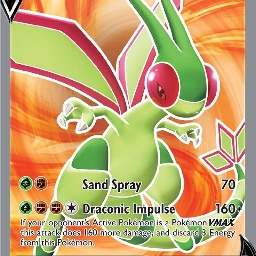 Sand Spray 70
Draconic Impulse 160+
If your opponent's Active Pokémon is a Pokémon VMAX,
this attack does 160 more damage, and discard 3 Energy
from this Pokémon.